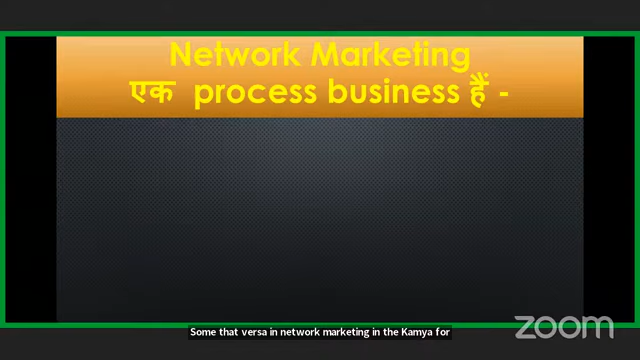 Network Marketing
एक process business हैं -
Some that versa in network marketing in the Kamya for
zoom